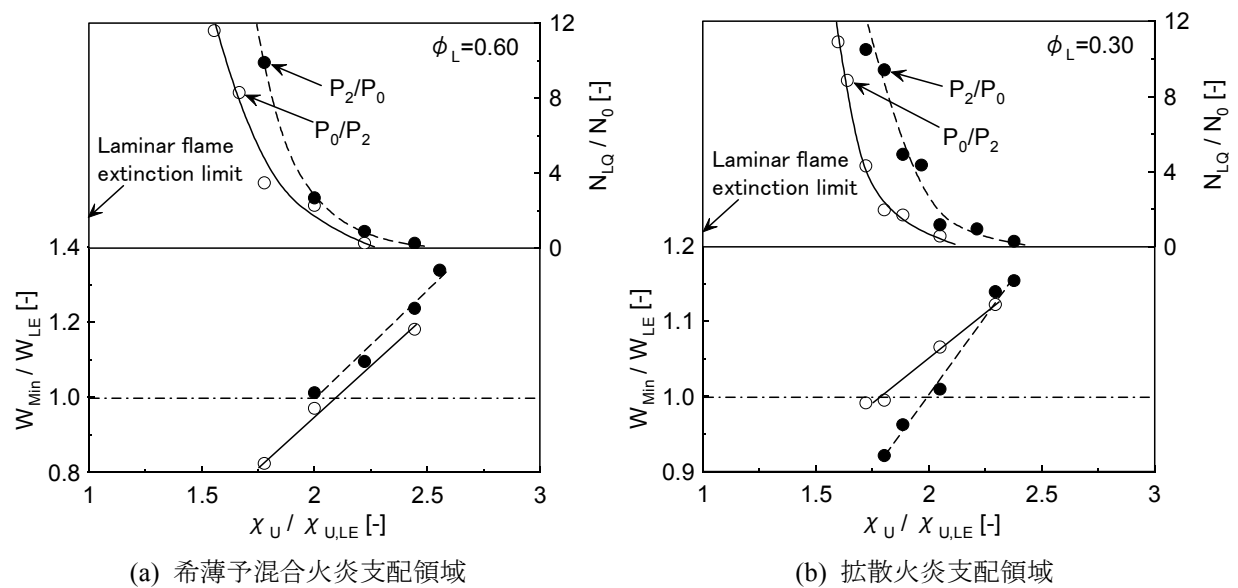 φL=0.60
P2/P0
P0/P2
Laminar flame
extinction limit
12
8
4
0
NLQ / N0 [-]
1.4
1.2
1.0
0.8
WMin / WLE [-]
1
1.5
2
2.5
3
χU / χU,LE [-]
(a) 希薄予混合火炎支配領域
φL=0.30
P2/P0
P0/P2
Laminar flame
extinction limit
12
8
4
0
NLQ / N0 [-]
1.2
1.1
1.0
0.9
WMin / WLE [-]
1
1.5
2
2.5
3
χU / χU,LE [-]
(b) 拡散火炎支配領域